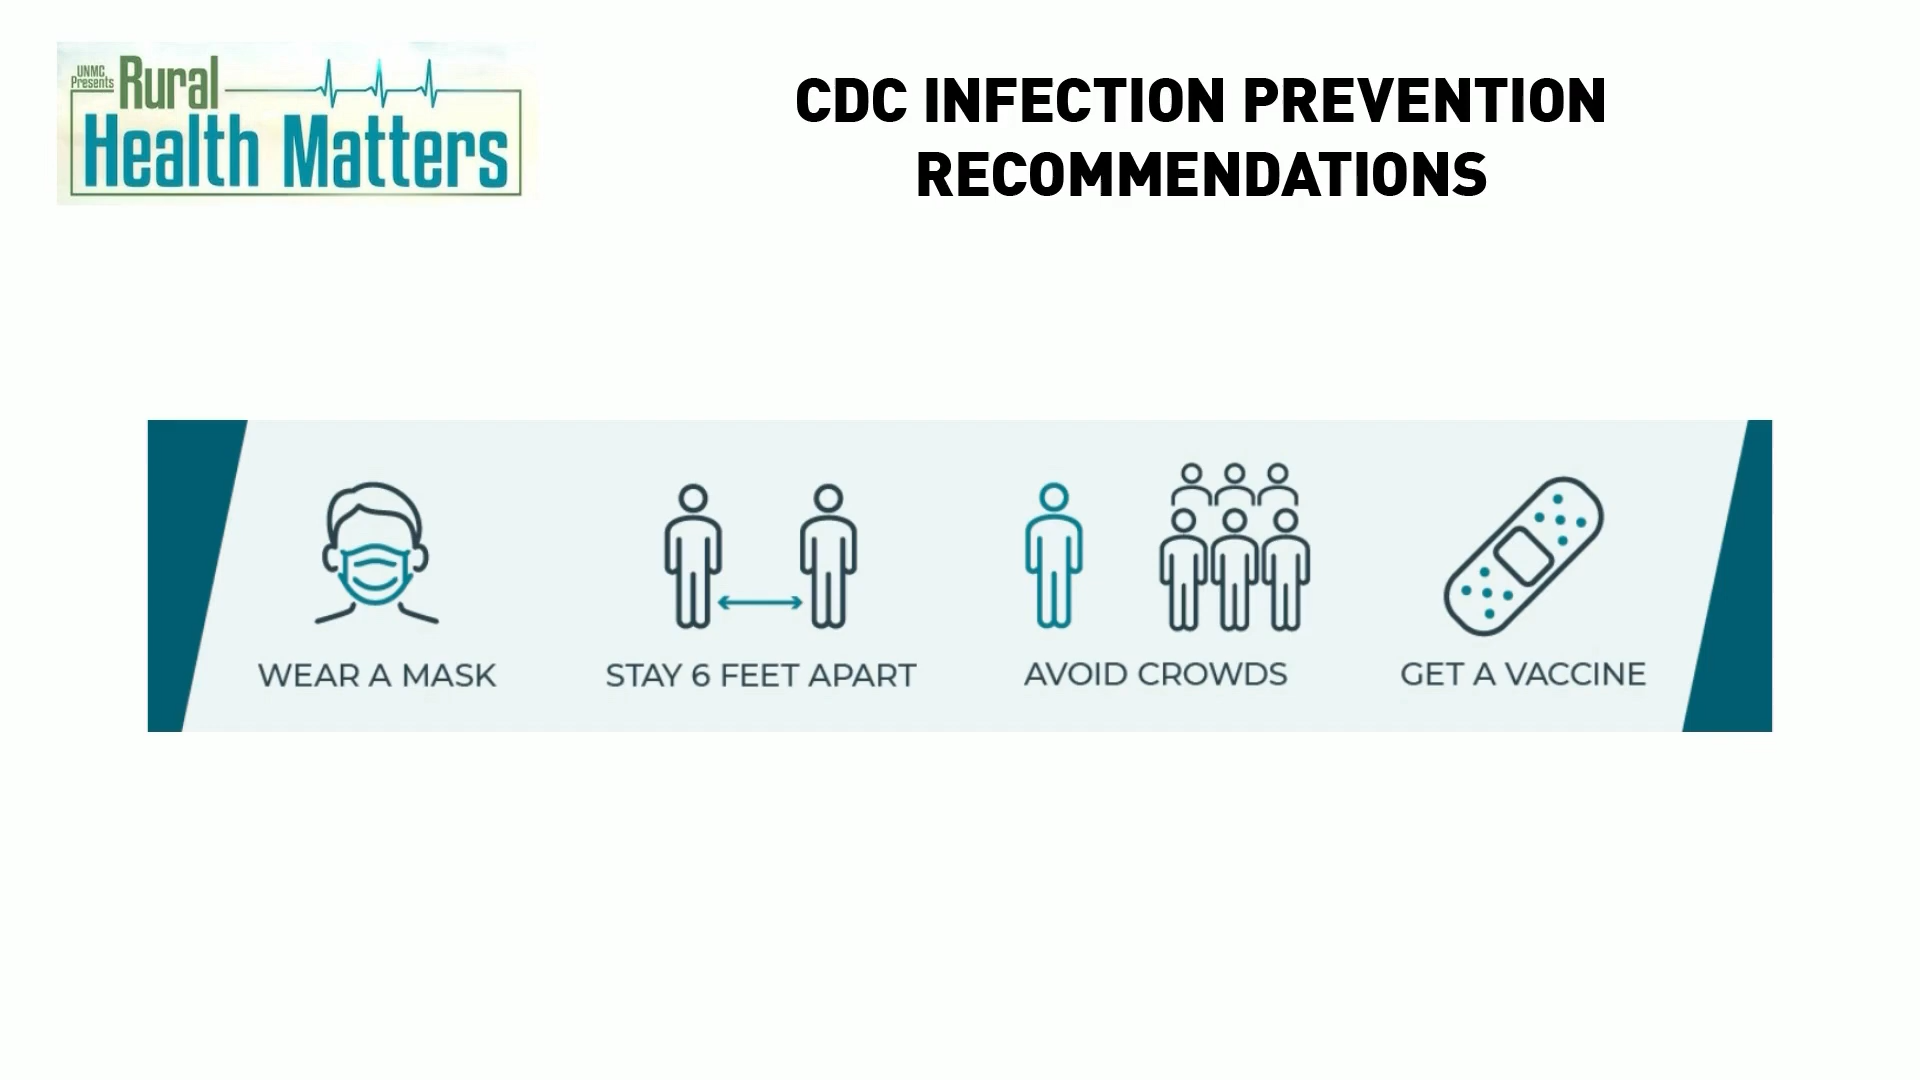 UNMC
Presents
Rural
Health Matters
CDC INFECTION PREVENTION
RECOMMENDATIONS
WEAR A MASK
STAY 6 FEET APART
AVOID CROWDS
GET A VACCINE